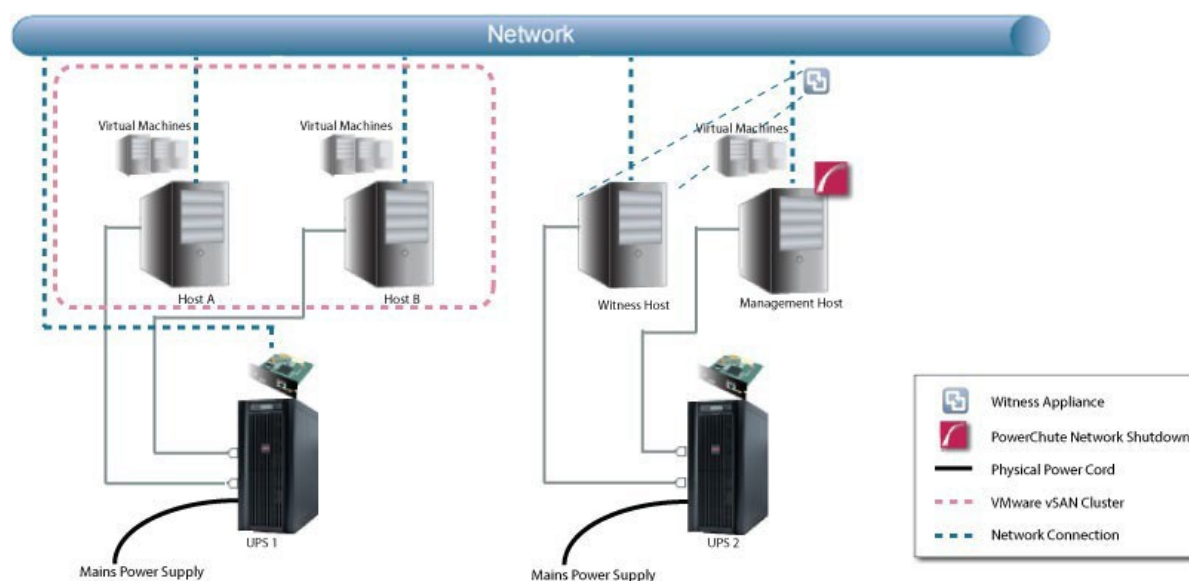 Network
Virtual Machines
Virtual Machines
Virtual Machines
Host A
Host B
Witness Host
Management Host
UPS 1
UPS 2
Mains Power Supply
Mains Power Supply
Witness Appliance
PowerChute Network Shutdown
Physical Power Cord
VMware vSAN Cluster
Network Connection